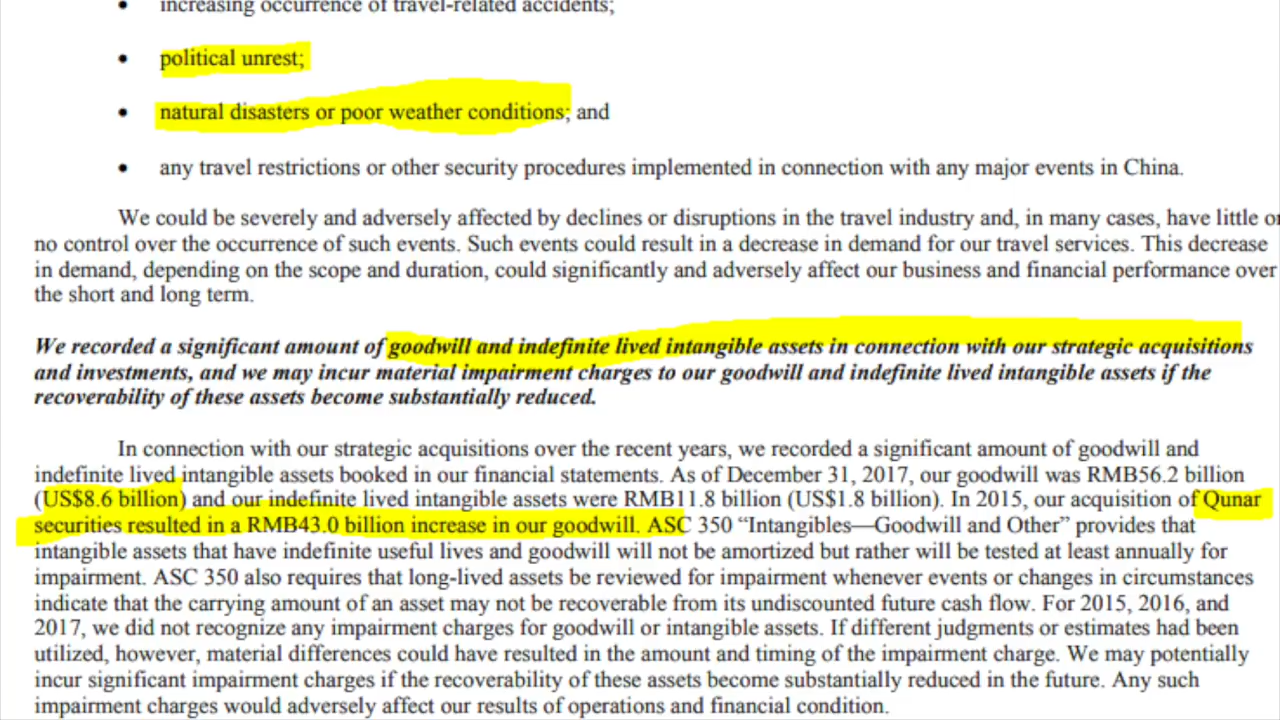 • increasing occurrence of travel-related accidents;
• political unrest;
• natural disasters or poor weather conditions; and
• any travel restrictions or other security procedures implemented in connection with any major events in China.
We could be severely and adversely affected by declines or disruptions in the travel industry and, in many cases, have little or
no control over the occurrence of such events. Such events could result in a decrease in demand for our travel services. This decrease
in demand, depending on the scope and duration, could significantly and adversely affect our business and financial performance over
the short and long term.
We recorded a significant amount of goodwill and indefinite lived intangible assets in connection with our strategic acquisitions
and investments, and we may incur material impairment charges to our goodwill and indefinite lived intangible assets if the
recoverability of these assets become substantially reduced.
In connection with our strategic acquisitions over the recent years, we recorded a significant amount of goodwill and
indefinite lived intangible assets booked in our financial statements. As of December 31, 2017, our goodwill was RMB56.2 billion
(US$8.6 billion) and our indefinite lived intangible assets were RMB11.8 billion (US$1.8 billion). In 2015, our acquisition of Qunar
securities resulted in a RMB43.0 billion increase in our goodwill. ASC 350 “Intangibles—Goodwill and Other” provides that
intangible assets that have indefinite useful lives and goodwill will not be amortized but rather will be tested at least annually for
impairment. ASC 350 also requires that long-lived assets be reviewed for impairment whenever events or changes in circumstances
indicate that the carrying amount of an asset may not be recoverable from its undiscounted future cash flow. For 2015, 2016, and
2017, we did not recognize any impairment charges for goodwill or intangible assets. If different judgments or estimates had been
utilized, however, material differences could have resulted in the amount and timing of the impairment charge. We may potentially
incur significant impairment charges if the recoverability of these assets become substantially reduced in the future. Any such
impairment charges would adversely affect our results of operations and financial condition.